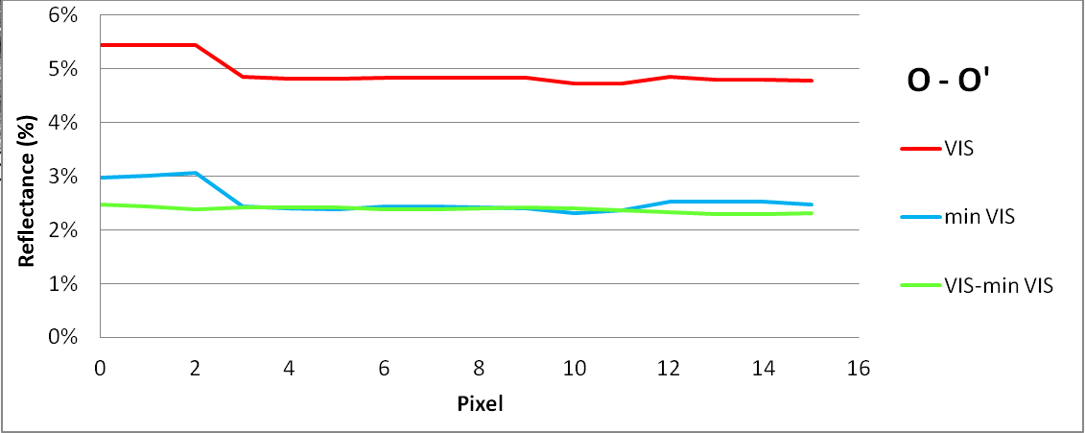 6%
5%
4%
3%
2%
1%
0%
Reflectance (%)
0 2 4 6 8 10 12 14 16
Pixel
O - O'
VIS
min VIS
VIS-min VIS